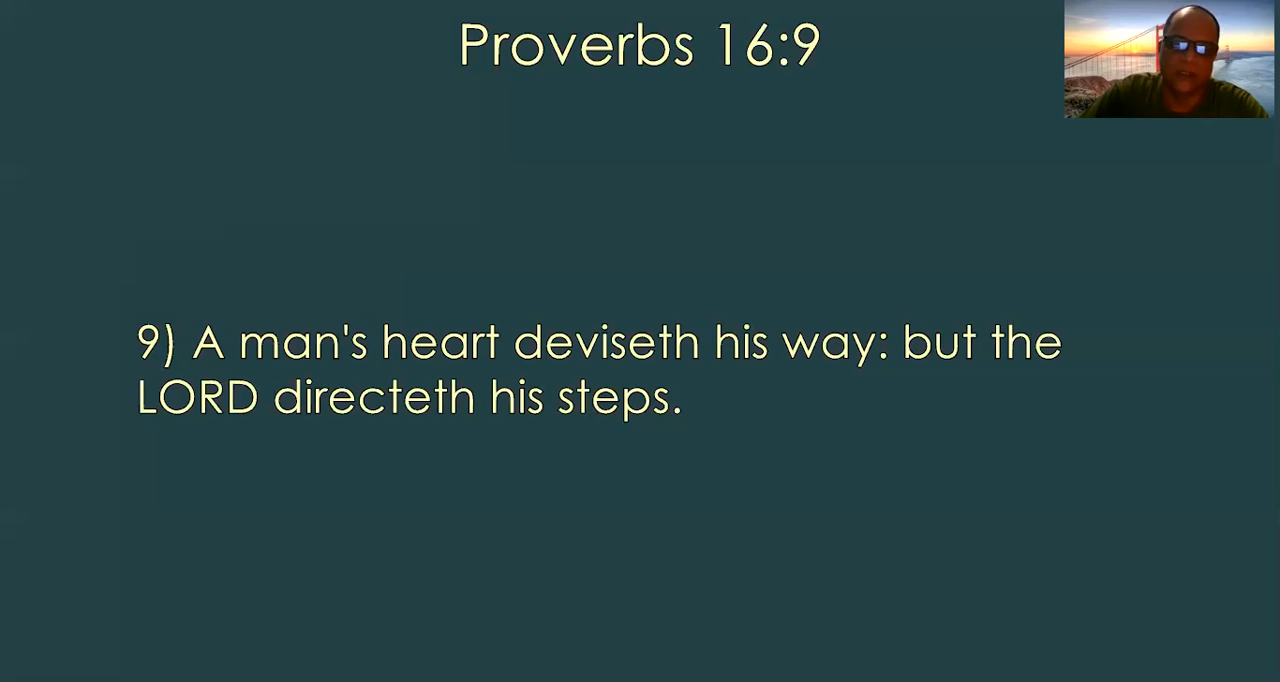 Proverbs 16:9
9) A man's heart deviseth his way: but the
LORD directeth his steps.